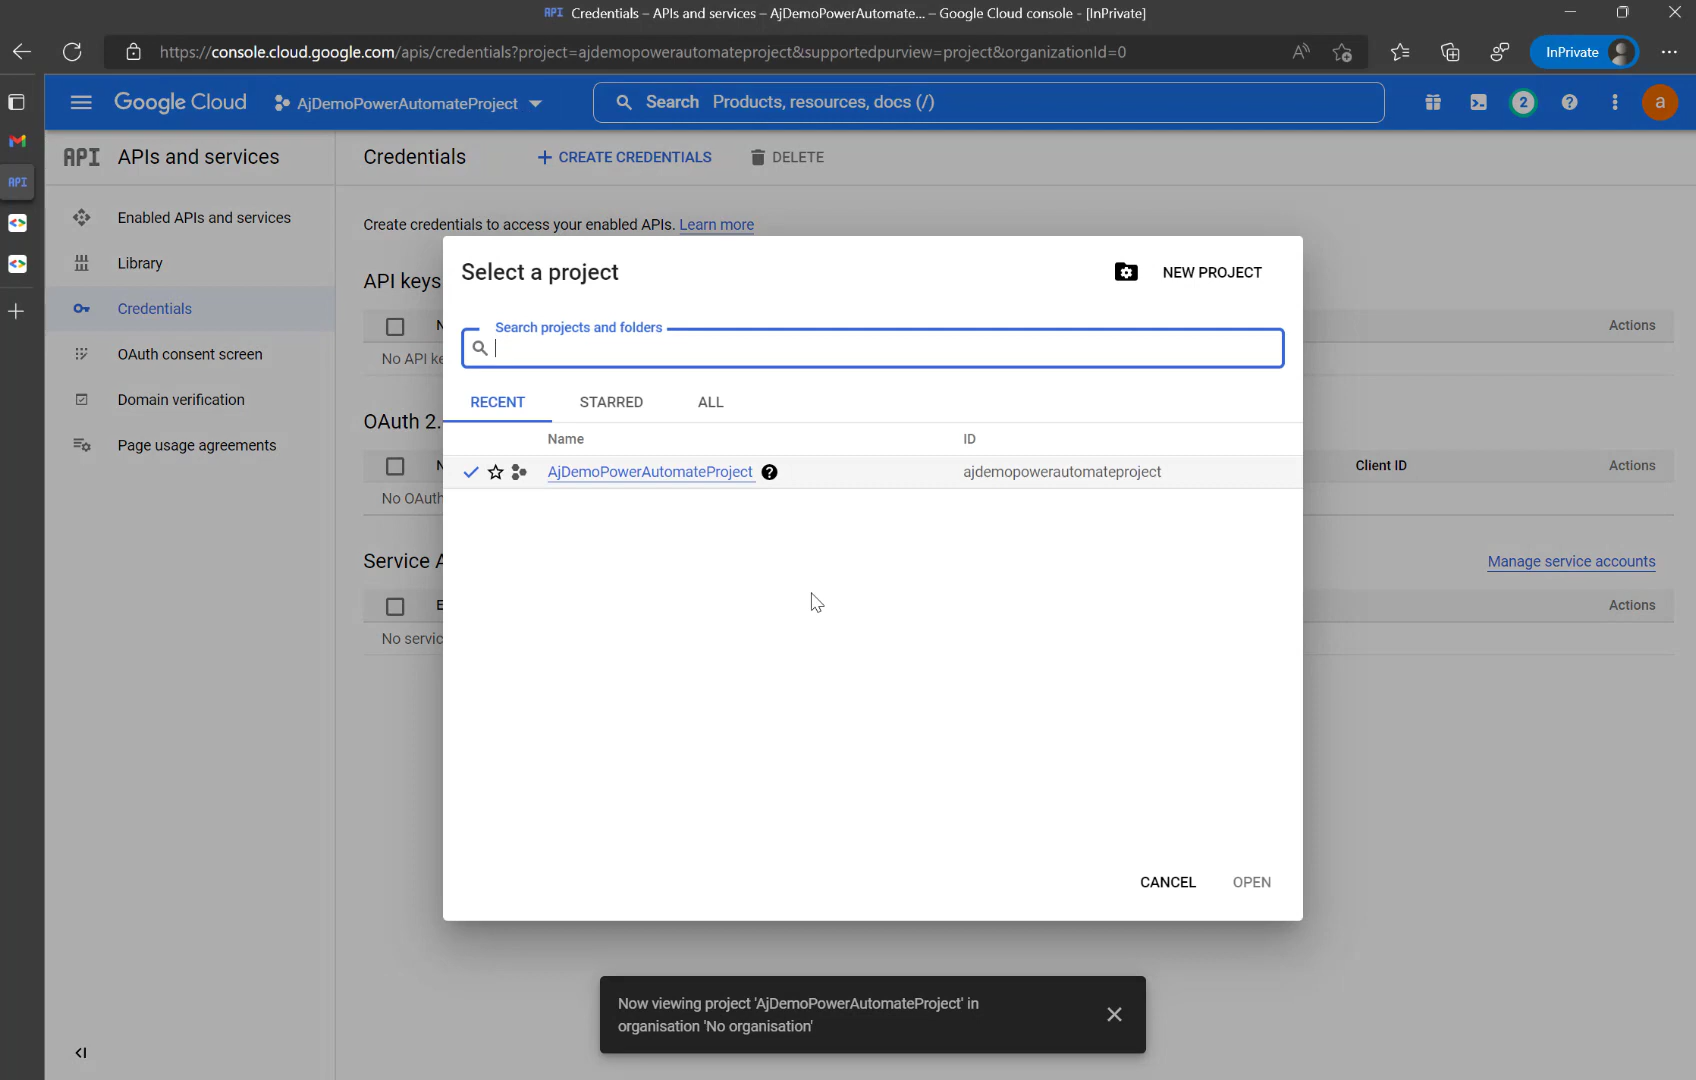 API Credentials – APIs and services – AjDemoPowerAutomate... – Google Cloud console - [InPrivate]
https://console.cloud.google.com/apis/credentials?project=ajdemopowerautomateproject&supportedpurview=project&organizationId=0
InPrivate
Google Cloud
AjDemoPowerAutomateProject
Search Products, resources, docs (/)
2
a
API APIs and services
Credentials
+ CREATE CREDENTIALS
DELETE
API
Enabled APIs and services
Library
Credentials
OAuth consent screen
Domain verification
Page usage agreements
Create credentials to access your enabled APIs. Learn more
API keys
Actions
No API ke
OAuth 2.
Client ID
Actions
No OAuth
Service A
Manage service accounts
Actions
No servic
Select a project
NEW PROJECT
Search projects and folders
RECENT
STARRED
ALL
Name
ID
AjDemoPowerAutomateProject
ajdemopowerautomateproject
CANCEL
OPEN
Now viewing project 'AjDemoPowerAutomateProject' in
organisation 'No organisation'